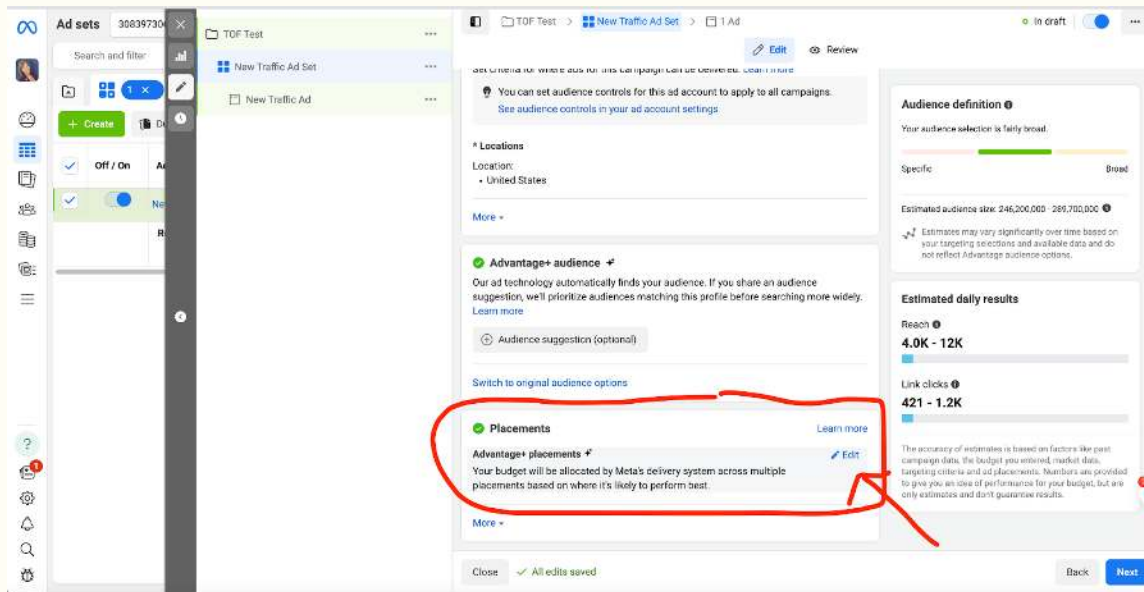 Ad sets
Search and filter
1 ×
+ Create
Off / On
TOF Test
New Traffic Ad Set
New Traffic Ad
TOF Test > New Traffic Ad Set > 1 Ad
In draft
Edit
Review
Set criteria for where ads for this campaign can be delivered. Learn more
You can set audience controls for this ad account to apply to all campaigns.
See audience controls in your ad account settings
* Locations
Location:
• United States
More
Advantage+ audience
Our ad technology automatically finds your audience. If you share an audience
suggestion, we'll prioritize audiences matching this profile before searching more widely.
Learn more
Audience suggestion (optional)
Switch to original audience options
Placements
Learn more
Advantage+ placements
Edit
Your budget will be allocated by Meta's delivery system across multiple
placements based on where it's likely to perform best.
More
Close
All edits saved
Back
Next
Audience definition
Your audience selection is fairly broad.
Specific
Broad
Estimated audience size: 246,200,000 - 289,700,000
Estimates may vary significantly over time based on
your targeting selections and available data and do
not reflect Advantage audience options.
Estimated daily results
Reach
4.0K - 12K
Link clicks
421 - 1.2K
The accuracy of estimates is based on factors like past
campaign data, the budget you entered, market data,
targeting criteria and ad placements. Numbers are provided
to give you an idea of performance for your budget, but are
only estimates and don't guarantee results.